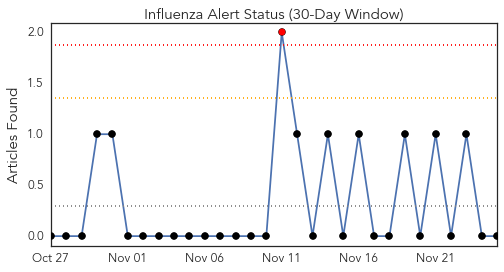 Influenza Alert Status (30-Day Window)
Articles Found
2.0
1.5
1.0
0.5
0.0
Oct 27 Nov 01 Nov 06 Nov 11 Nov 16 Nov 21